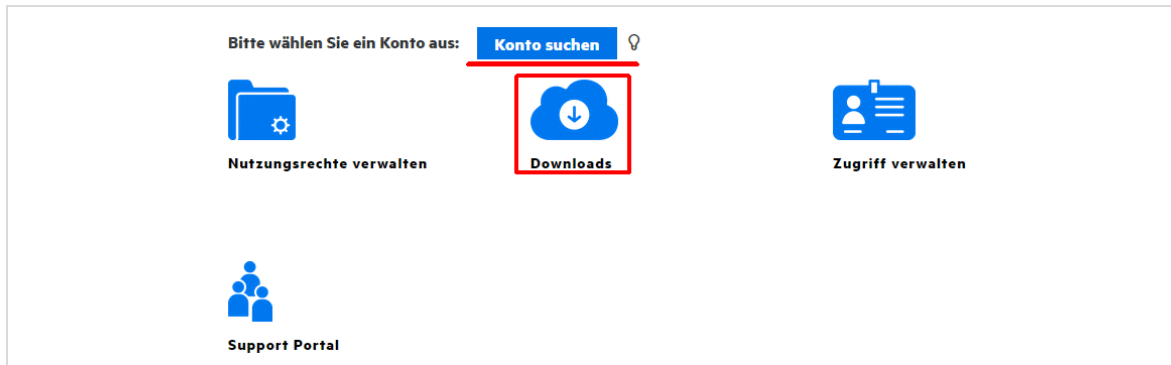 Bitte wählen Sie ein Konto aus: Konto suchen
Nutzungsrechte verwalten Downloads Zugriff verwalten
Support Portal